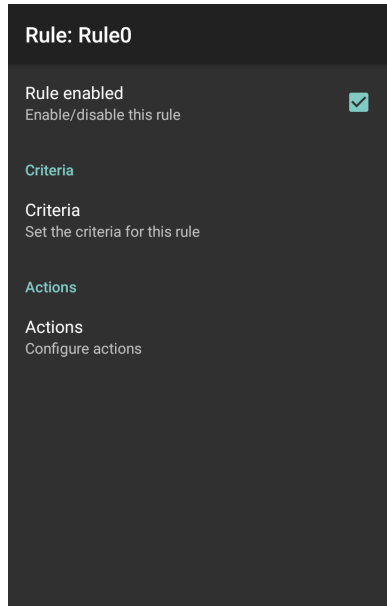 Rule: Rule0
Rule enabled
Enable/disable this rule
Criteria
Criteria
Set the criteria for this rule
Actions
Actions
Configure actions